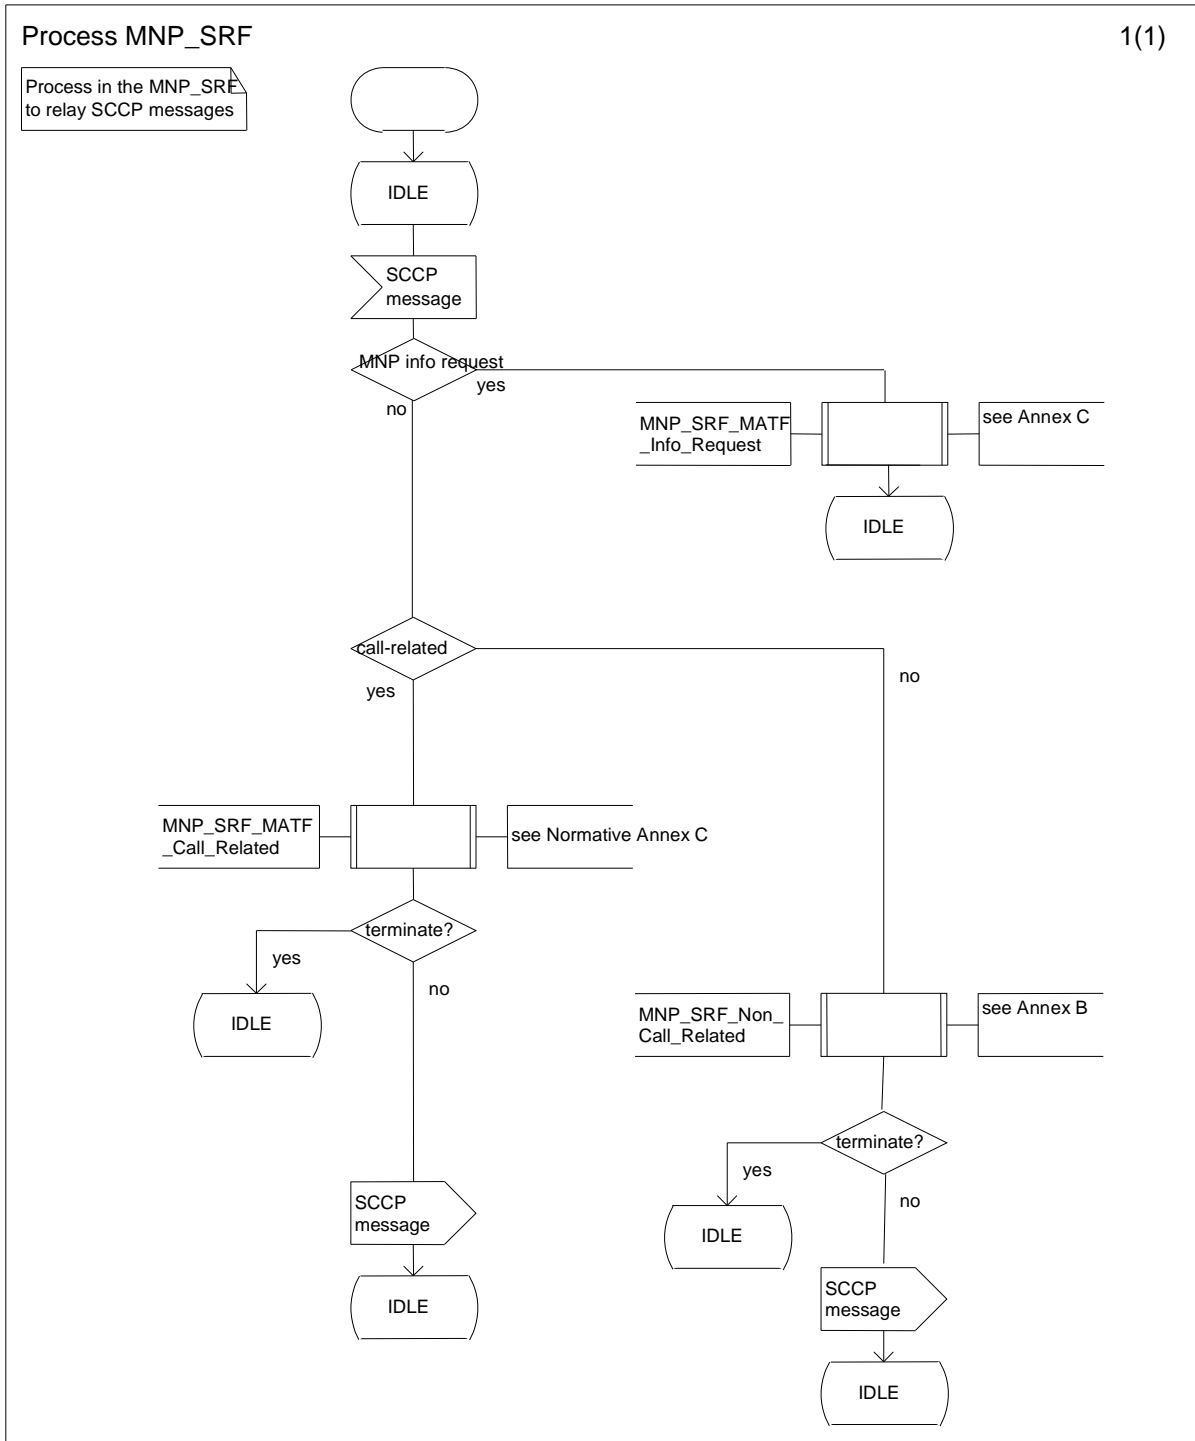 Process MNP_SRF
1(1)
Process in the MNP_SRF
to relay SCCP messages
IDLE
SCCP
message
MNP info request
yes
no
MNP_SRF_MATF
_Info_Request
see Annex C
IDLE
call-related
no
yes
MNP_SRF_MATF
_Call_Related
see Normative Annex C
terminate?
yes
no
IDLE
MNP_SRF_Non_
Call_Related
see Annex B
terminate?
yes
no
SCCP
message
IDLE
IDLE
SCCP
message
IDLE